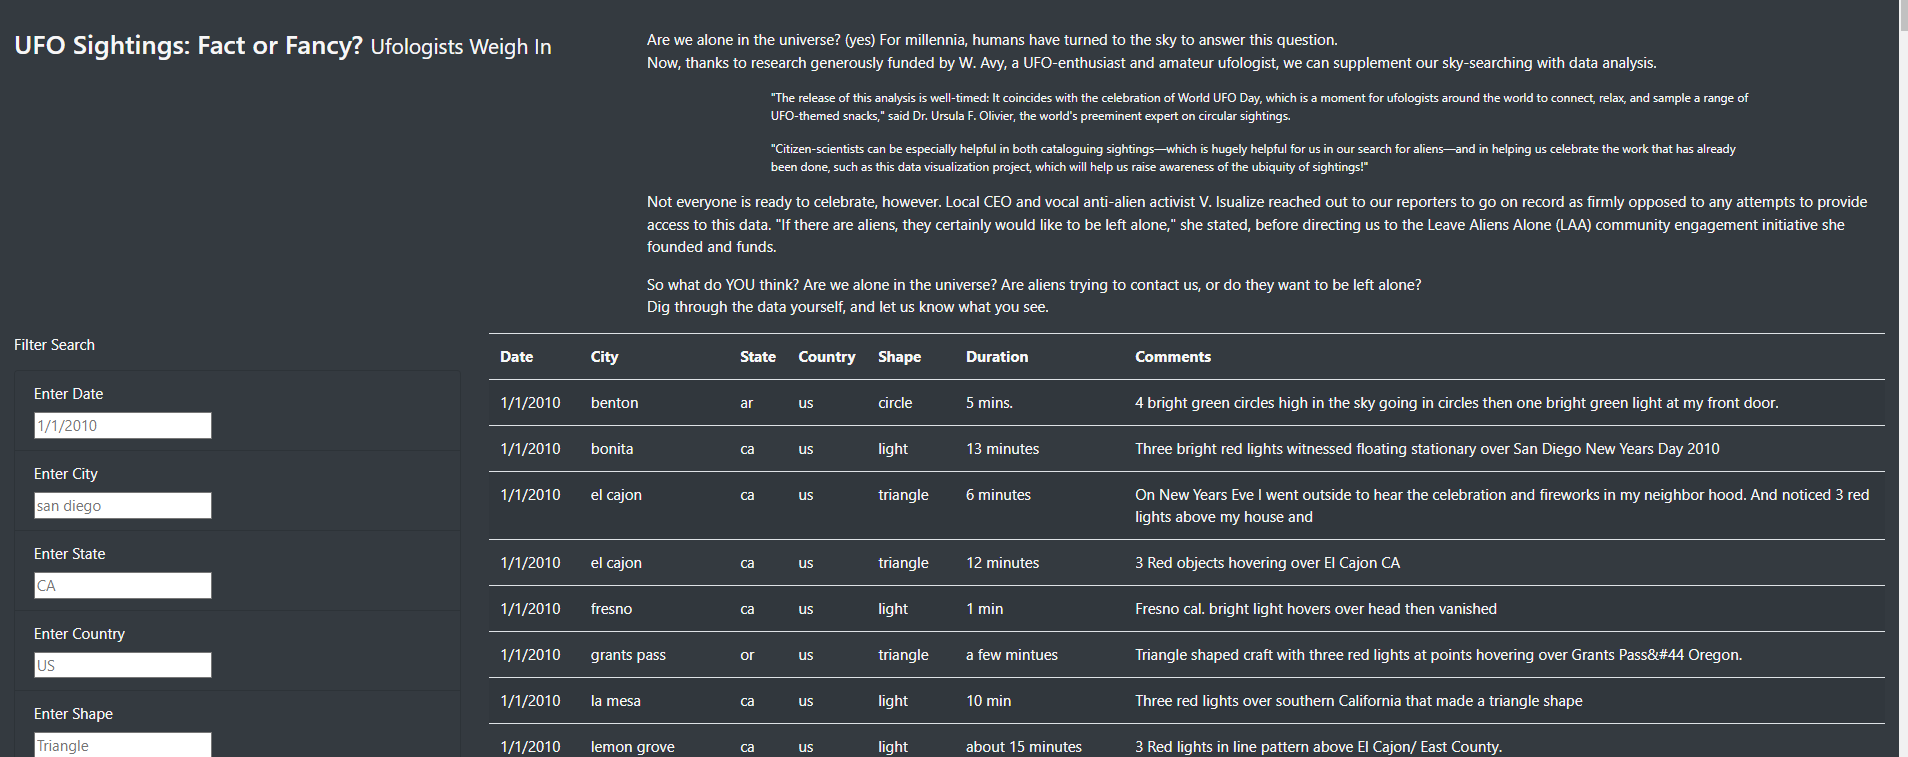 UFO Sightings: Fact or Fancy? Ufologists Weigh In
Are we alone in the universe? (yes) For millennia, humans have turned to the sky to answer this question.
Now, thanks to research generously funded by W. Avy, a UFO-enthusiast and amateur ufologist, we can supplement our sky-searching with data analysis.
"The release of this analysis is well-timed: It coincides with the celebration of World UFO Day, which is a moment for ufologists around the world to connect, relax, and sample a range of
UFO-themed snacks," said Dr. Ursula F. Olivier, the world's preeminent expert on circular sightings.
"Citizen-scientists can be especially helpful in both cataloguing sightings—which is hugely helpful for us in our search for aliens—and in helping us celebrate the work that has already
been done, such as this data visualization project, which will help us raise awareness of the ubiquity of sightings!"
Not everyone is ready to celebrate, however. Local CEO and vocal anti-alien activist V. Isualize reached out to our reporters to go on record as firmly opposed to any attempts to provide
access to this data. "If there are aliens, they certainly would like to be left alone," she stated, before directing us to the Leave Aliens Alone (LAA) community engagement initiative she
founded and funds.
So what do YOU think? Are we alone in the universe? Are aliens trying to contact us, or do they want to be left alone?
Dig through the data yourself, and let us know what you see.
Filter Search
Enter Date
1/1/2010
Enter City
san diego
Enter State
CA
Enter Country
US
Enter Shape
Triangle
Date City State Country Shape Duration Comments
1/1/2010 benton ar us circle 5 mins. 4 bright green circles high in the sky going in circles then one bright green light at my front door.
1/1/2010 bonita ca us light 13 minutes Three bright red lights witnessed floating stationary over San Diego New Years Day 2010
1/1/2010 el cajon ca us triangle 6 minutes On New Years Eve I went outside to hear the celebration and fireworks in my neighbor hood. And noticed 3 red
lights above my house and
1/1/2010 el cajon ca us triangle 12 minutes 3 Red objects hovering over El Cajon CA
1/1/2010 fresno ca us light 1 min Fresno cal. bright light hovers over head then vanished
1/1/2010 grants pass or us triangle a few mintues Triangle shaped craft with three red lights at points hovering over Grants Pass&#44 Oregon.
1/1/2010 la mesa ca us light 10 min Three red lights over southern California that made a triangle shape
1/1/2010 lemon grove ca us light about 15 minutes 3 Red lights in line pattern above El Cajon/ East County.